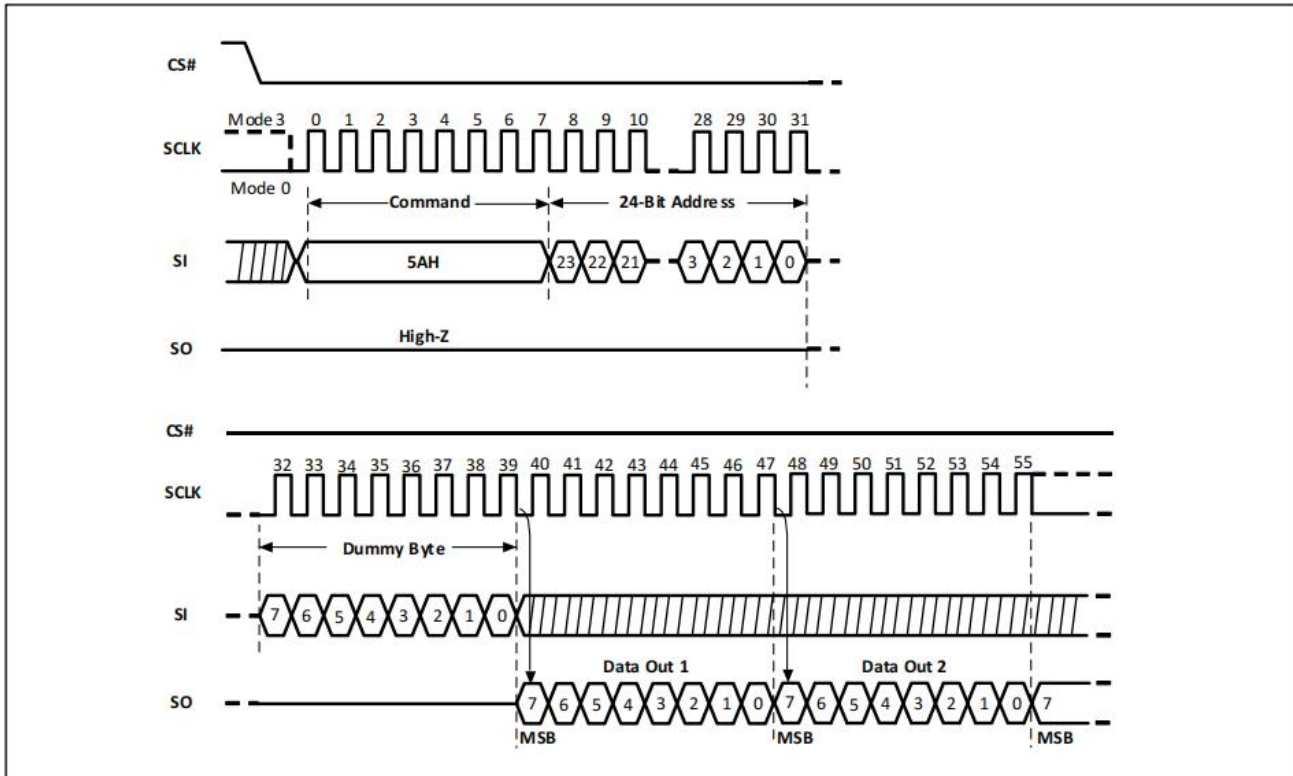 CS#
Mode 3 0 1 2 3 4 5 6 7 8 9 10 28 29 30 31
SCLK
Mode 0
Command 24-Bit Address
SI 5AH 23 22 21 3 2 1 0
High-Z
SO
CS#
32 33 34 35 36 37 38 39 40 41 42 43 44 45 46 47 48 49 50 51 52 53 54 55
SCLK
Dummy Byte
SI 7 6 5 4 3 2 1 0
Data Out 1 Data Out 2
SO 7 6 5 4 3 2 1 0 7 6 5 4 3 2 1 0 7
MSB MSB MSB